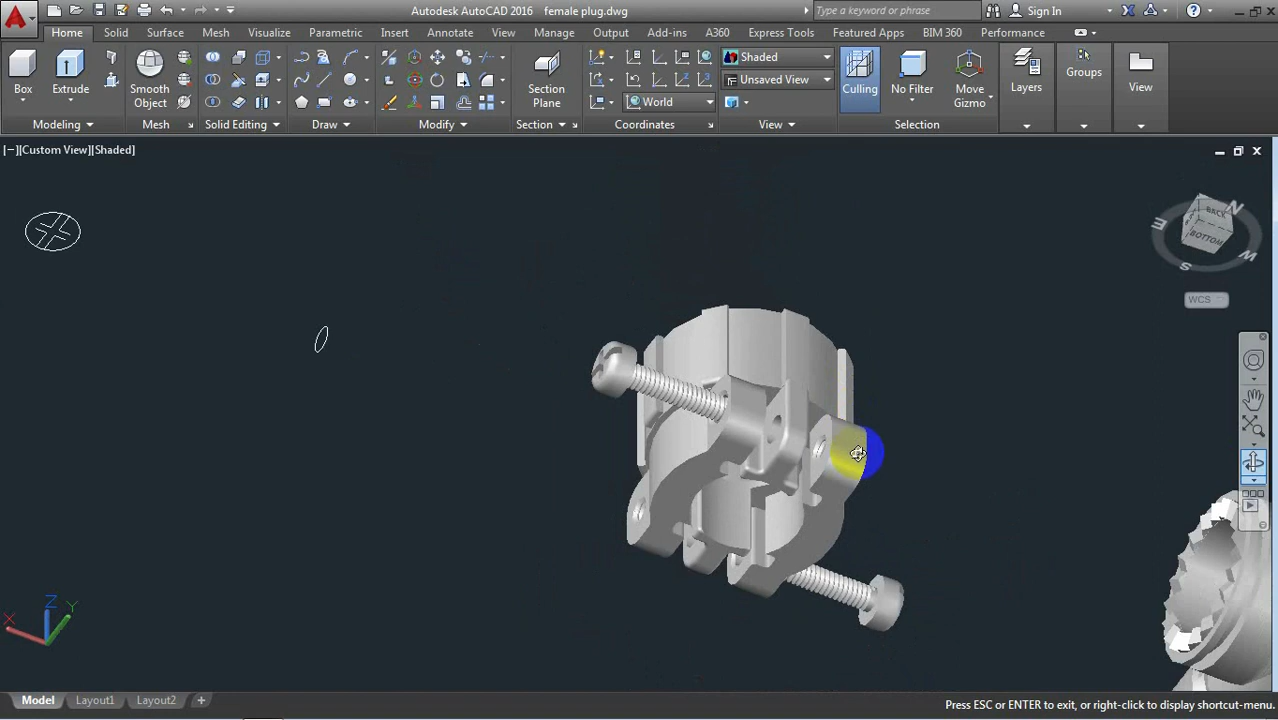 Autodesk AutoCAD 2016 female plug.dwg
Type a keyword or phrase
Sign In
Home Solid Surface Mesh Visualize Parametric Insert Annotate View Manage Output Add-ins A360 Express Tools Featured Apps BIM 360 Performance
Box
Extrude
Smooth
Object
Section
Plane
Shaded
Unsaved View
World
Culling
No Filter
Move
Gizmo
Layers
Groups
View
Modeling
Mesh
Solid Editing
Draw
Modify
Section
Coordinates
View
Selection
[−][Custom View][Shaded]
N
BACK
E
BOTTOM
W
S
WCS
Z
Y
X
Model Layout1 Layout2 +
Press ESC or ENTER to exit, or right-click to display shortcut-menu.